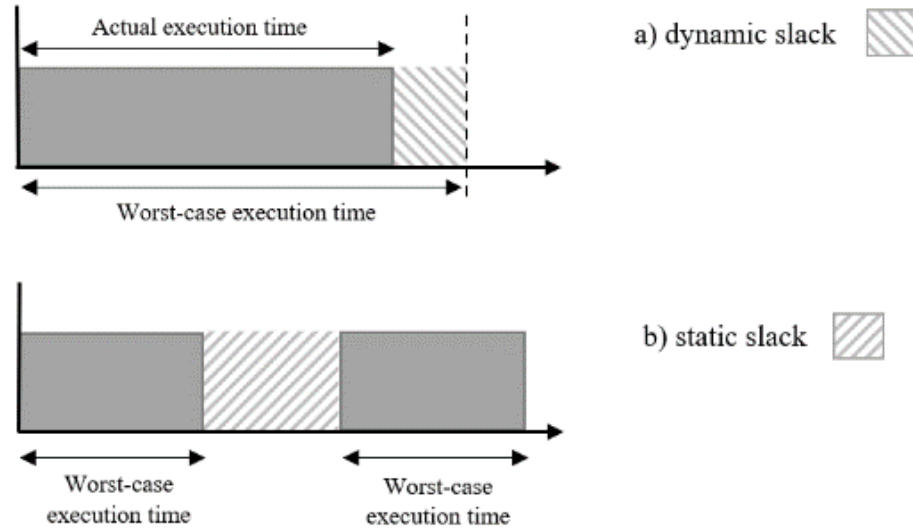 Actual execution time
a) dynamic slack
Worst-case execution time
b) static slack
Worst-case
execution time
Worst-case
execution time